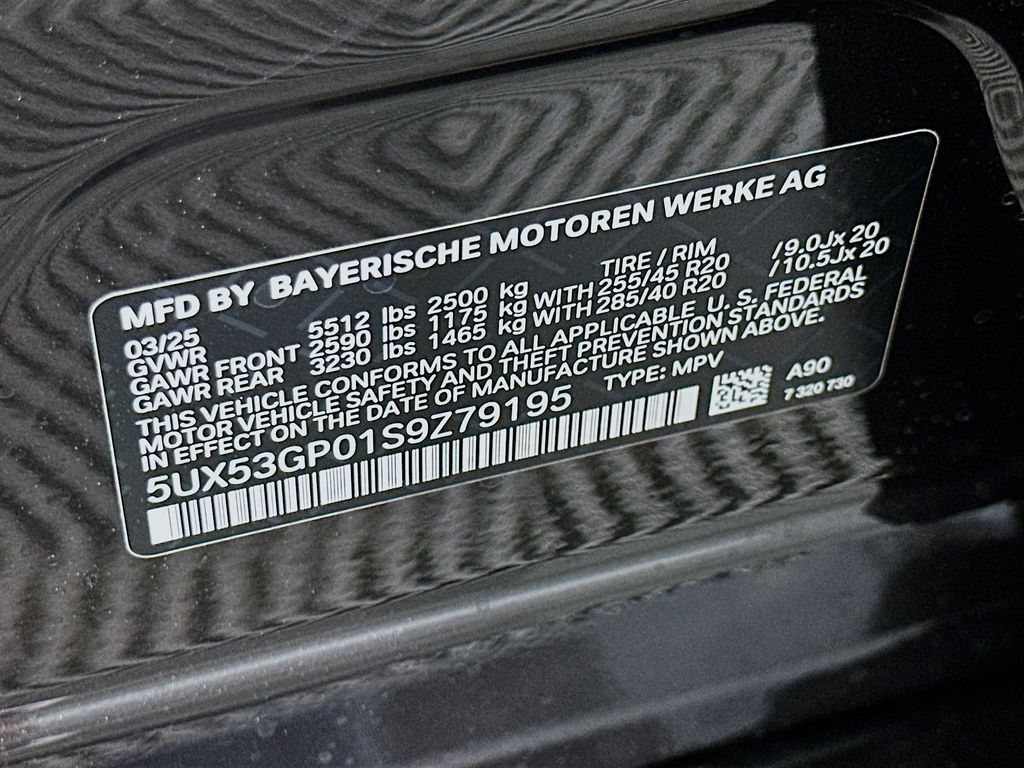 MFD BY BAYERISCHE MOTOREN WERKE AG
03/25 TIRE / RIM
GVWR 5512 lbs 2500 kg
GAWR FRONT 2590 lbs 1175 kg WITH 255/45 R20 /9.0Jx 20
GAWR REAR 3230 lbs 1465 kg WITH 285/40 R20 /10.5Jx 20
THIS VEHICLE CONFORMS TO ALL APPLICABLE U. S. FEDERAL
MOTOR VEHICLE SAFETY AND THEFT PREVENTION STANDARDS
IN EFFECT ON THE DATE OF MANUFACTURE SHOWN ABOVE.
5UX53GP01S9Z79195 TYPE: MPV A90
7 320 730